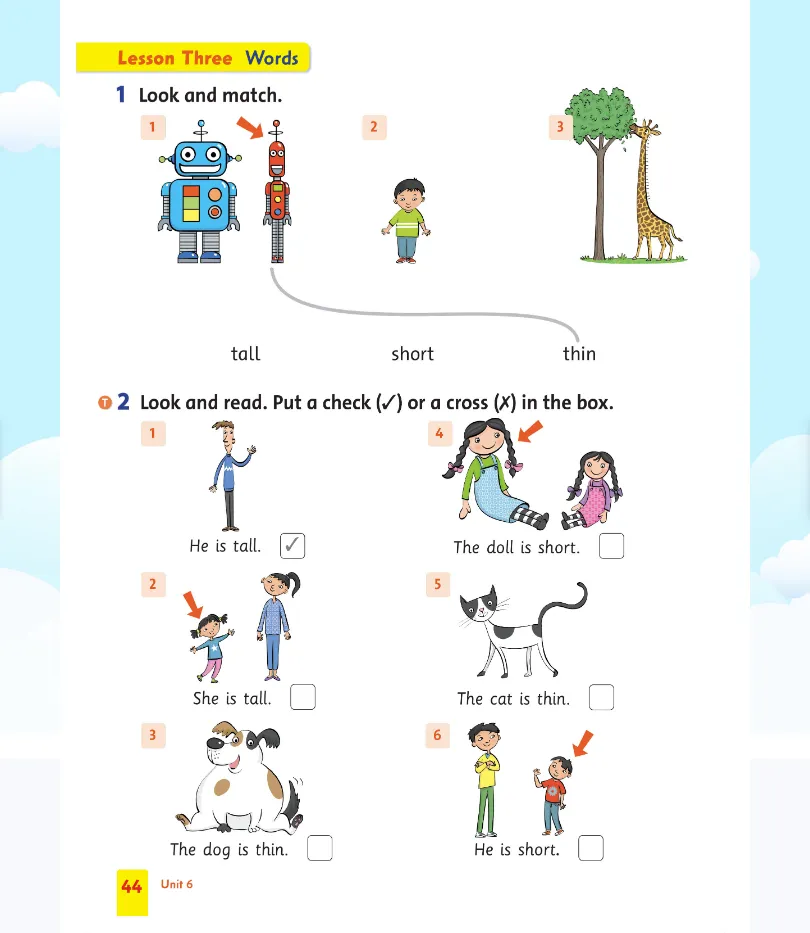 Lesson Three Words
1 Look and match.
1
2
3
tall short thin
T 2 Look and read. Put a check (✓) or a cross (✗) in the box.
1
He is tall. ✓
4
The doll is short.
2
She is tall.
5
The cat is thin.
3
The dog is thin.
6
He is short.
44 Unit 6